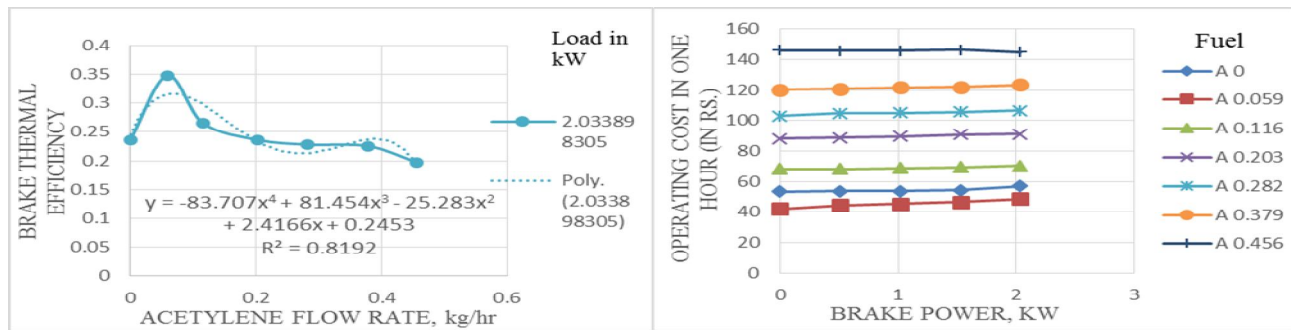 0.4
0.35
0.3
0.25
0.2
0.15
0.1
0.05
0
BRAKE THERMAL
EFFICIENCY
0
0.2
0.4
0.6
ACETYLENE FLOW RATE, kg/hr
y = -83.707x⁴ + 81.454x³ - 25.283x²
+ 2.4166x + 0.2453
R² = 0.8192
Load in
kW
2.03389
8305
Poly.
(2.0338
98305)
160
140
120
100
80
60
40
20
0
OPERATING COST IN ONE
HOUR (IN RS.)
0
1
2
3
BRAKE POWER, KW
Fuel
A 0
A 0.059
A 0.116
A 0.203
A 0.282
A 0.379
A 0.456